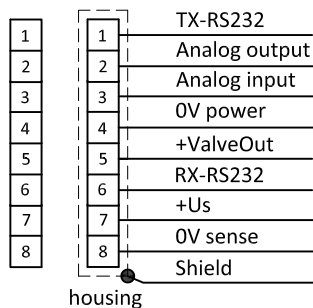 1
2
3
4
5
6
7
8
1 TX-RS232
2 Analog output
3 Analog input
4 0V power
5 +ValveOut
6 RX-RS232
7 +Us
8 0V sense
Shield
housing